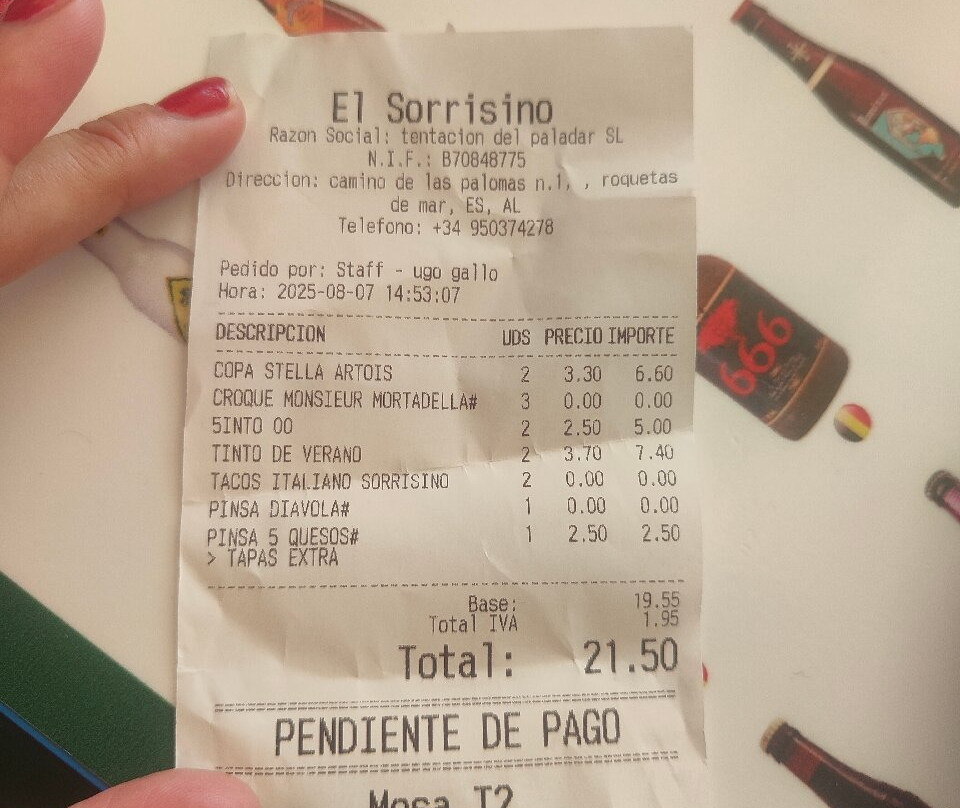 El Sorrisino
Razon Social: tentacion del paladar SL
N.I.F.: B70848775
Direccion: camino de las palomas n.1, , roquetas
de mar, ES, AL
Telefono: +34 950374278
Pedido por: Staff - ugo gallo
Hora: 2025-08-07 14:53:07
DESCRIPCION UDS PRECIO IMPORTE
COPA STELLA ARTOIS 2 3.30 6.60
CROQUE MONSIEUR MORTADELLA# 3 0.00 0.00
5INTO 00 2 2.50 5.00
TINTO DE VERANO 2 3.70 7.40
TACOS ITALIANO SORRISINO 2 0.00 0.00
PINSA DIAVOLA# 1 0.00 0.00
PINSA 5 QUESOS# 1 2.50 2.50
> TAPAS EXTRA
Base: 19.55
Total IVA 1.95
Total: 21.50
PENDIENTE DE PAGO
Mesa T2
666